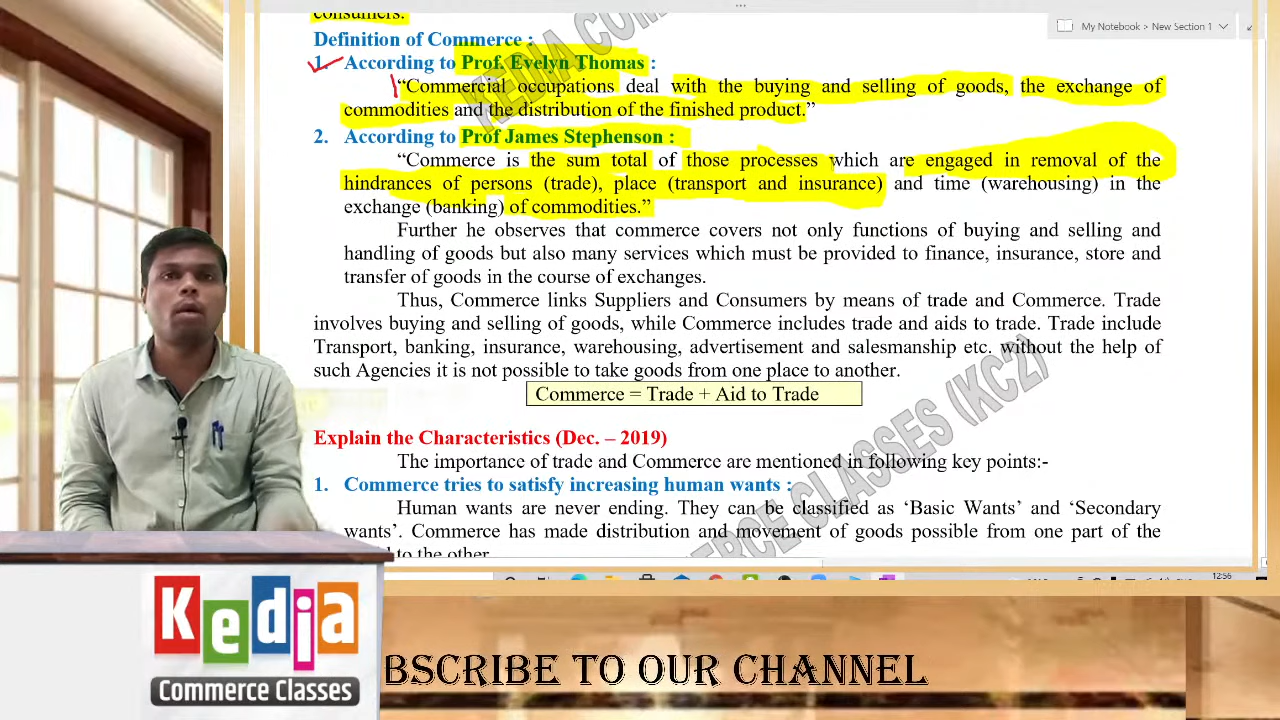 consumers.
My Notebook > New Section 1
Definition of Commerce :
1. According to Prof. Evelyn Thomas :
“Commercial occupations deal with the buying and selling of goods, the exchange of
commodities and the distribution of the finished product.”
2. According to Prof James Stephenson :
“Commerce is the sum total of those processes which are engaged in removal of the
hindrances of persons (trade), place (transport and insurance) and time (warehousing) in the
exchange (banking) of commodities.”
Further he observes that commerce covers not only functions of buying and selling and
handling of goods but also many services which must be provided to finance, insurance, store and
transfer of goods in the course of exchanges.
Thus, Commerce links Suppliers and Consumers by means of trade and Commerce. Trade
involves buying and selling of goods, while Commerce includes trade and aids to trade. Trade include
Transport, banking, insurance, warehousing, advertisement and salesmanship etc. without the help of
such Agencies it is not possible to take goods from one place to another.
Commerce = Trade + Aid to Trade
Explain the Characteristics (Dec. – 2019)
The importance of trade and Commerce are mentioned in following key points:-
1. Commerce tries to satisfy increasing human wants :
Human wants are never ending. They can be classified as ‘Basic Wants’ and ‘Secondary
wants’. Commerce has made distribution and movement of goods possible from one part of the
to the other.
12:56
KEDIA COM
ERCE CLASSES (KC2)
Kedia
Commerce Classes
BSCRIBE TO OUR CHANNEL